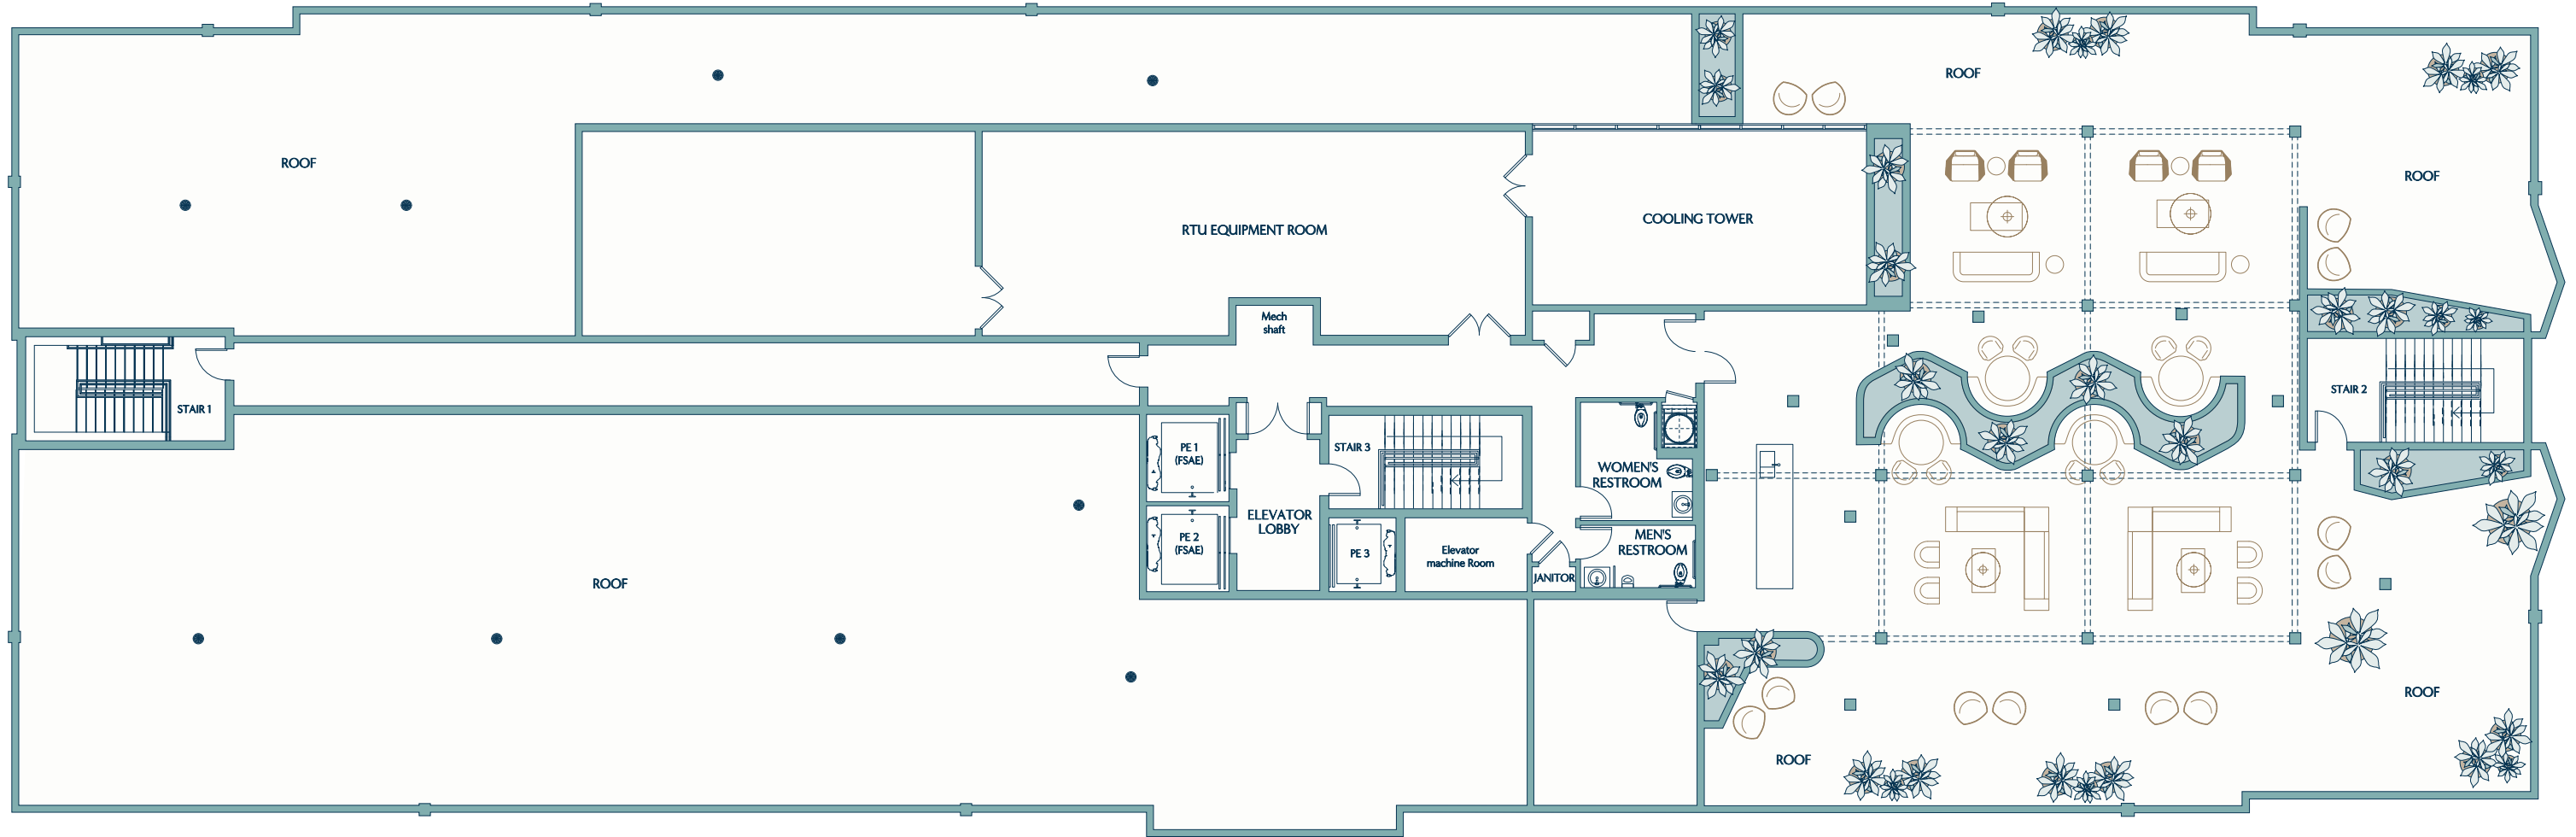 ROOF
ROOF
ROOF
RTU EQUIPMENT ROOM
COOLING TOWER
Mech
shaft
STAIR 1
STAIR 2
PE 1
(FSAE)
STAIR 3
WOMEN'S
RESTROOM
ELEVATOR
LOBBY
PE 2
(FSAE)
PE 3
Elevator
machine Room
MEN'S
RESTROOM
JANITOR
ROOF
ROOF
ROOF